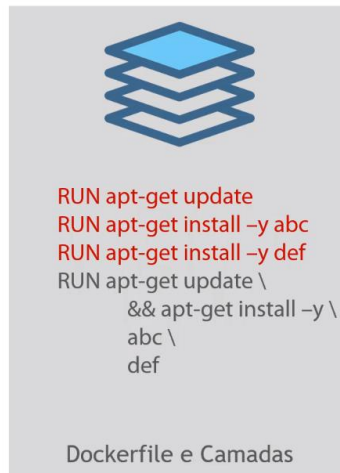 RUN apt-get update
RUN apt-get install –y abc
RUN apt-get install –y def
RUN apt-get update \
&& apt-get install –y \
abc \
def
Dockerfile e Camadas